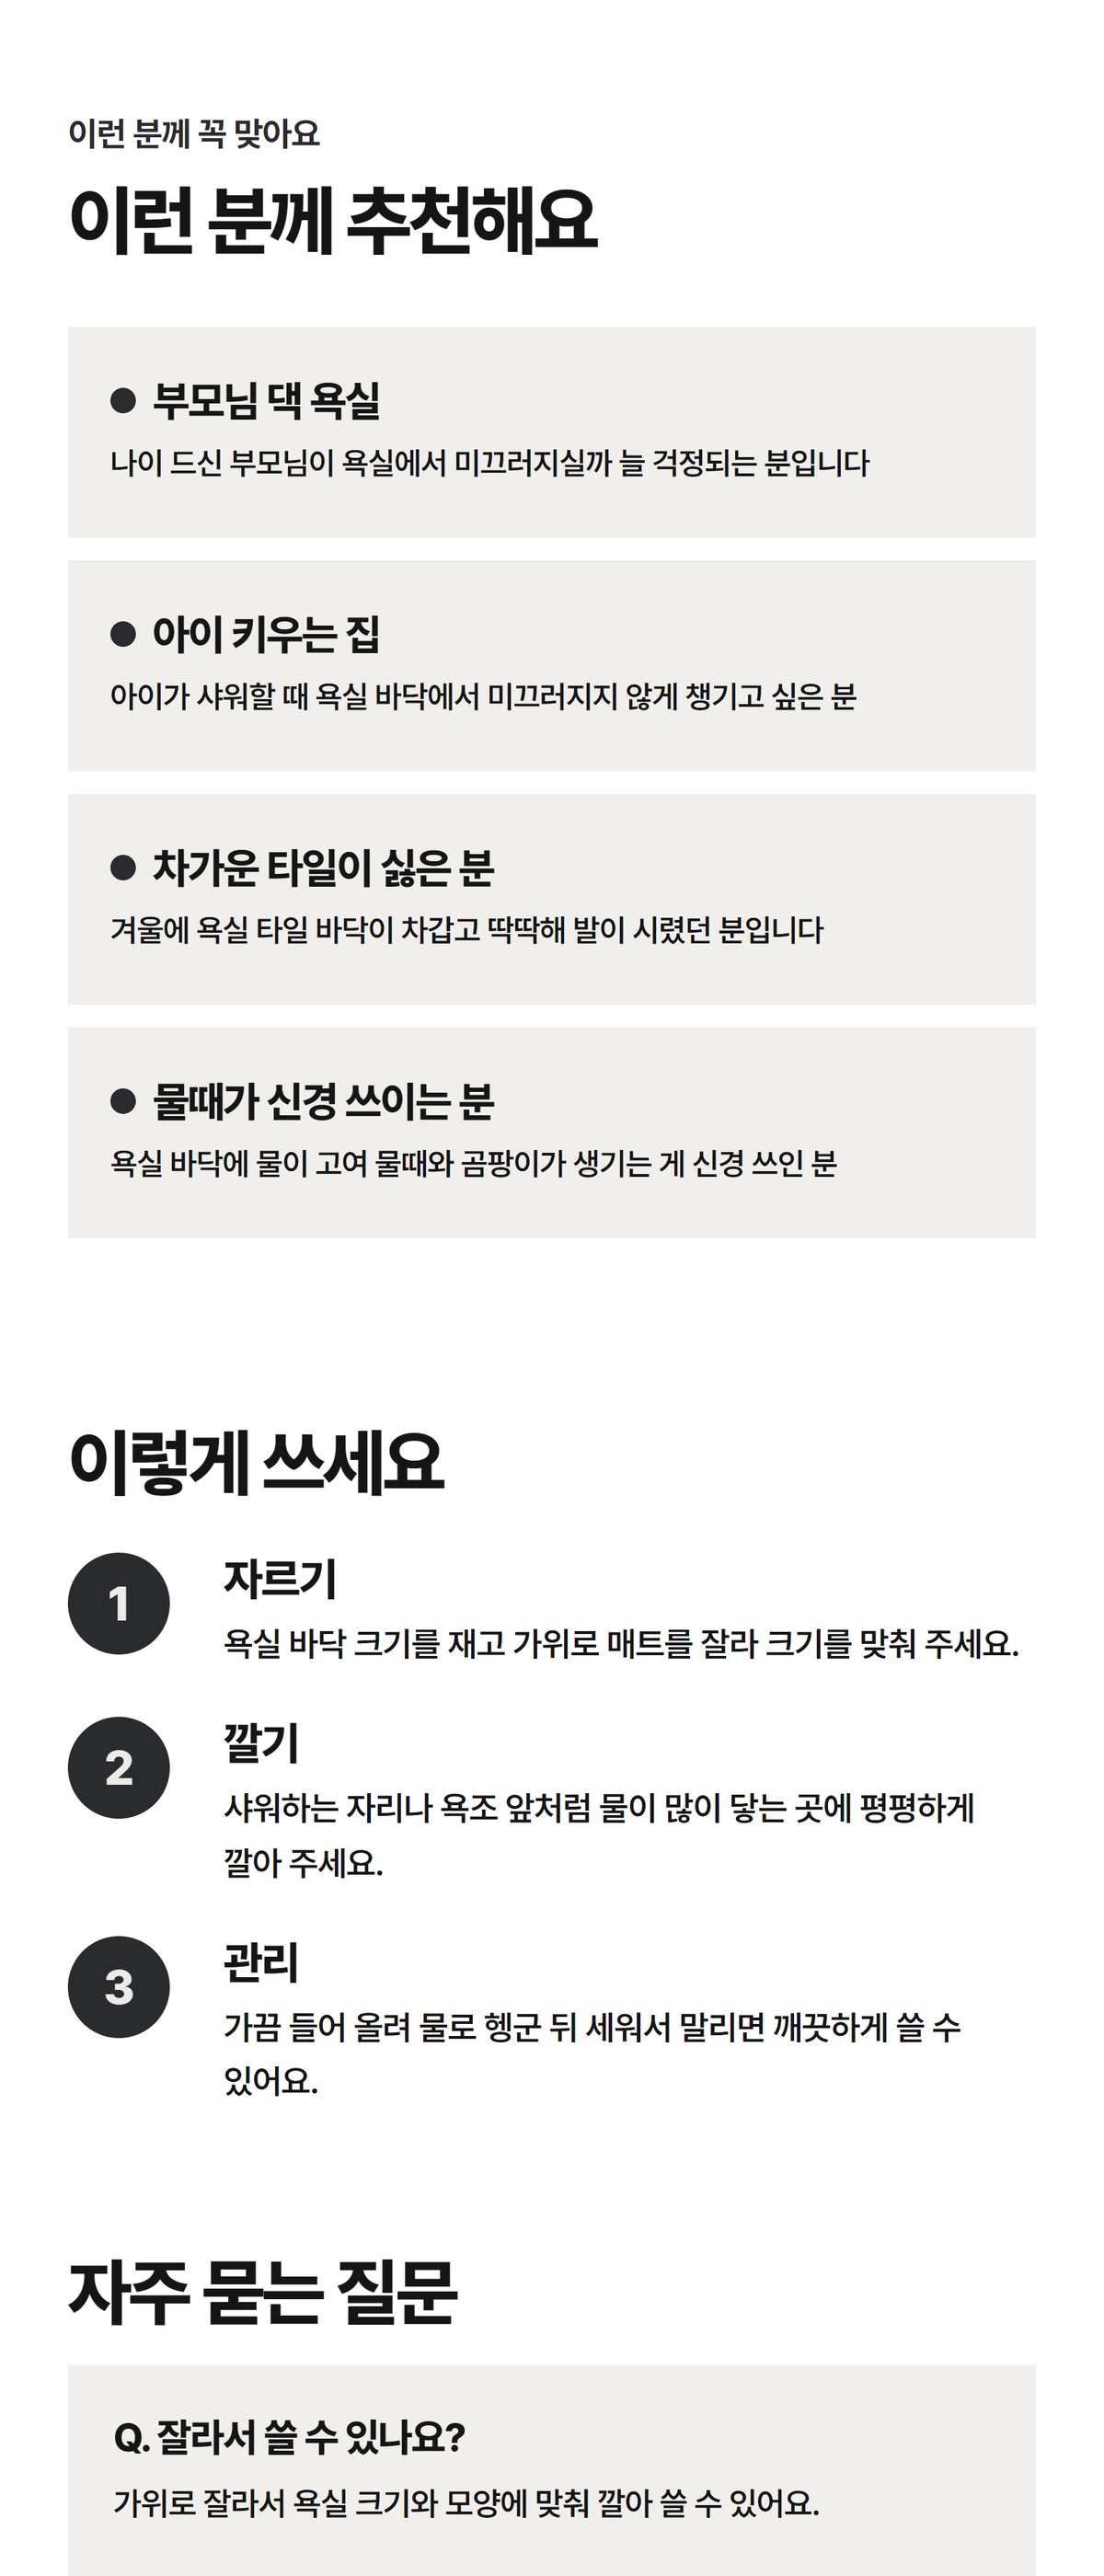 이런 분께 꼭 맞아요
이런 분께 추천해요
부모님 댁 욕실
나이 드신 부모님이 욕실에서 미끄러지실까 늘 걱정되는 분입니다
아이 키우는 집
아이가 샤워할 때 욕실 바닥에서 미끄러지지 않게 챙기고 싶은 분
차가운 타일이 싫은 분
겨울에 욕실 타일 바닥이 차갑고 딱딱해 발이 시렸던 분입니다
물때가 신경 쓰이는 분
욕실 바닥에 물이 고여 물때와 곰팡이가 생기는 게 신경 쓰인 분
이렇게 쓰세요
1
자르기
욕실 바닥 크기를 재고 가위로 매트를 잘라 크기를 맞춰 주세요.
2
깔기
샤워하는 자리나 욕조 앞처럼 물이 많이 닿는 곳에 평평하게
깔아 주세요.
3
관리
가끔 들어 올려 물로 헹군 뒤 세워서 말리면 깨끗하게 쓸 수
있어요.
자주 묻는 질문
Q. 잘라서 쓸 수 있나요?
가위로 잘라서 욕실 크기와 모양에 맞춰 깔아 쓸 수 있어요.